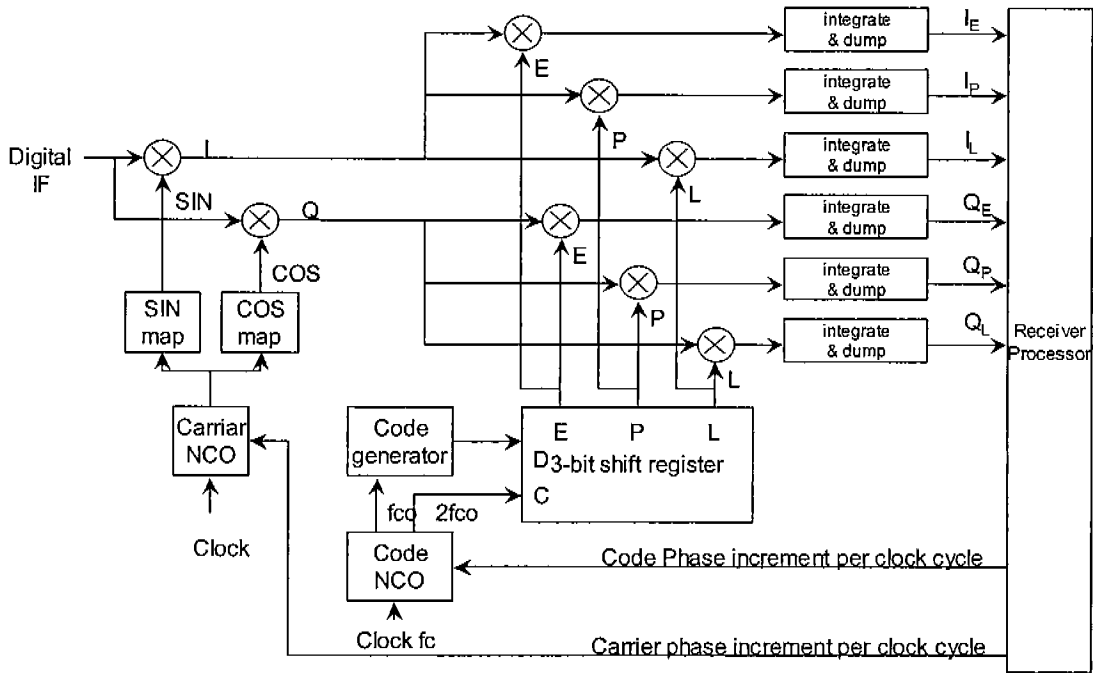 integrate
& dump
I_E
E
integrate
& dump
I_P
P
Digital
IF
I
integrate
& dump
I_L
SIN
L
Q
integrate
& dump
Q_E
E
COS
integrate
& dump
Q_P
SIN
map
COS
map
P
integrate
& dump
Q_L
Receiver
Processor
L
Carriar
NCO
Code
generator
E P L
D 3-bit shift register
C
fco 2fco
Clock
Code
NCO
Code Phase increment per clock cycle
Clock fc
Carrier phase increment per clock cycle